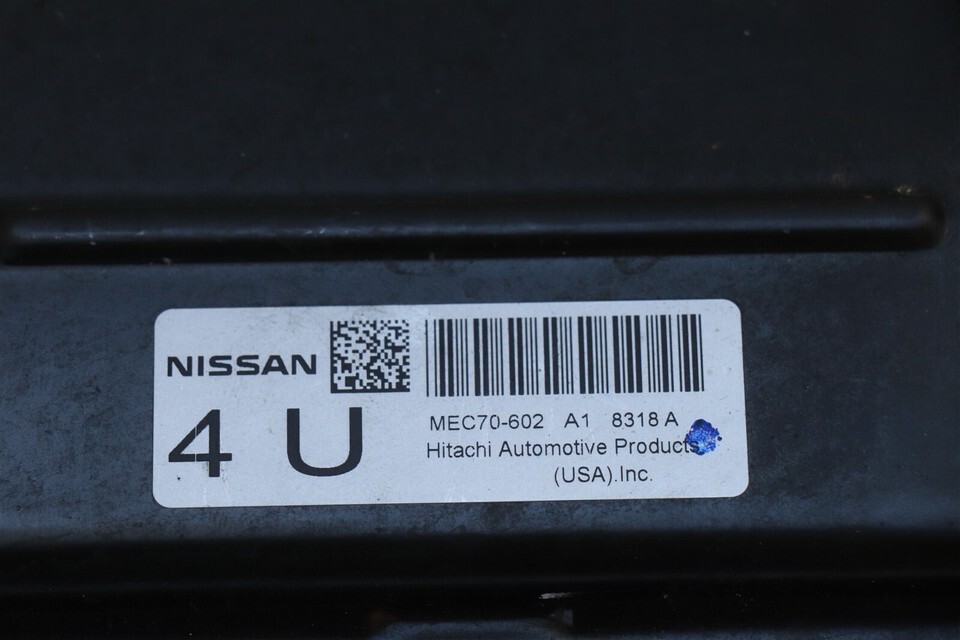 NISSAN
4 U
MEC70-602 A1 8318 A
Hitachi Automotive Products
(USA).Inc.